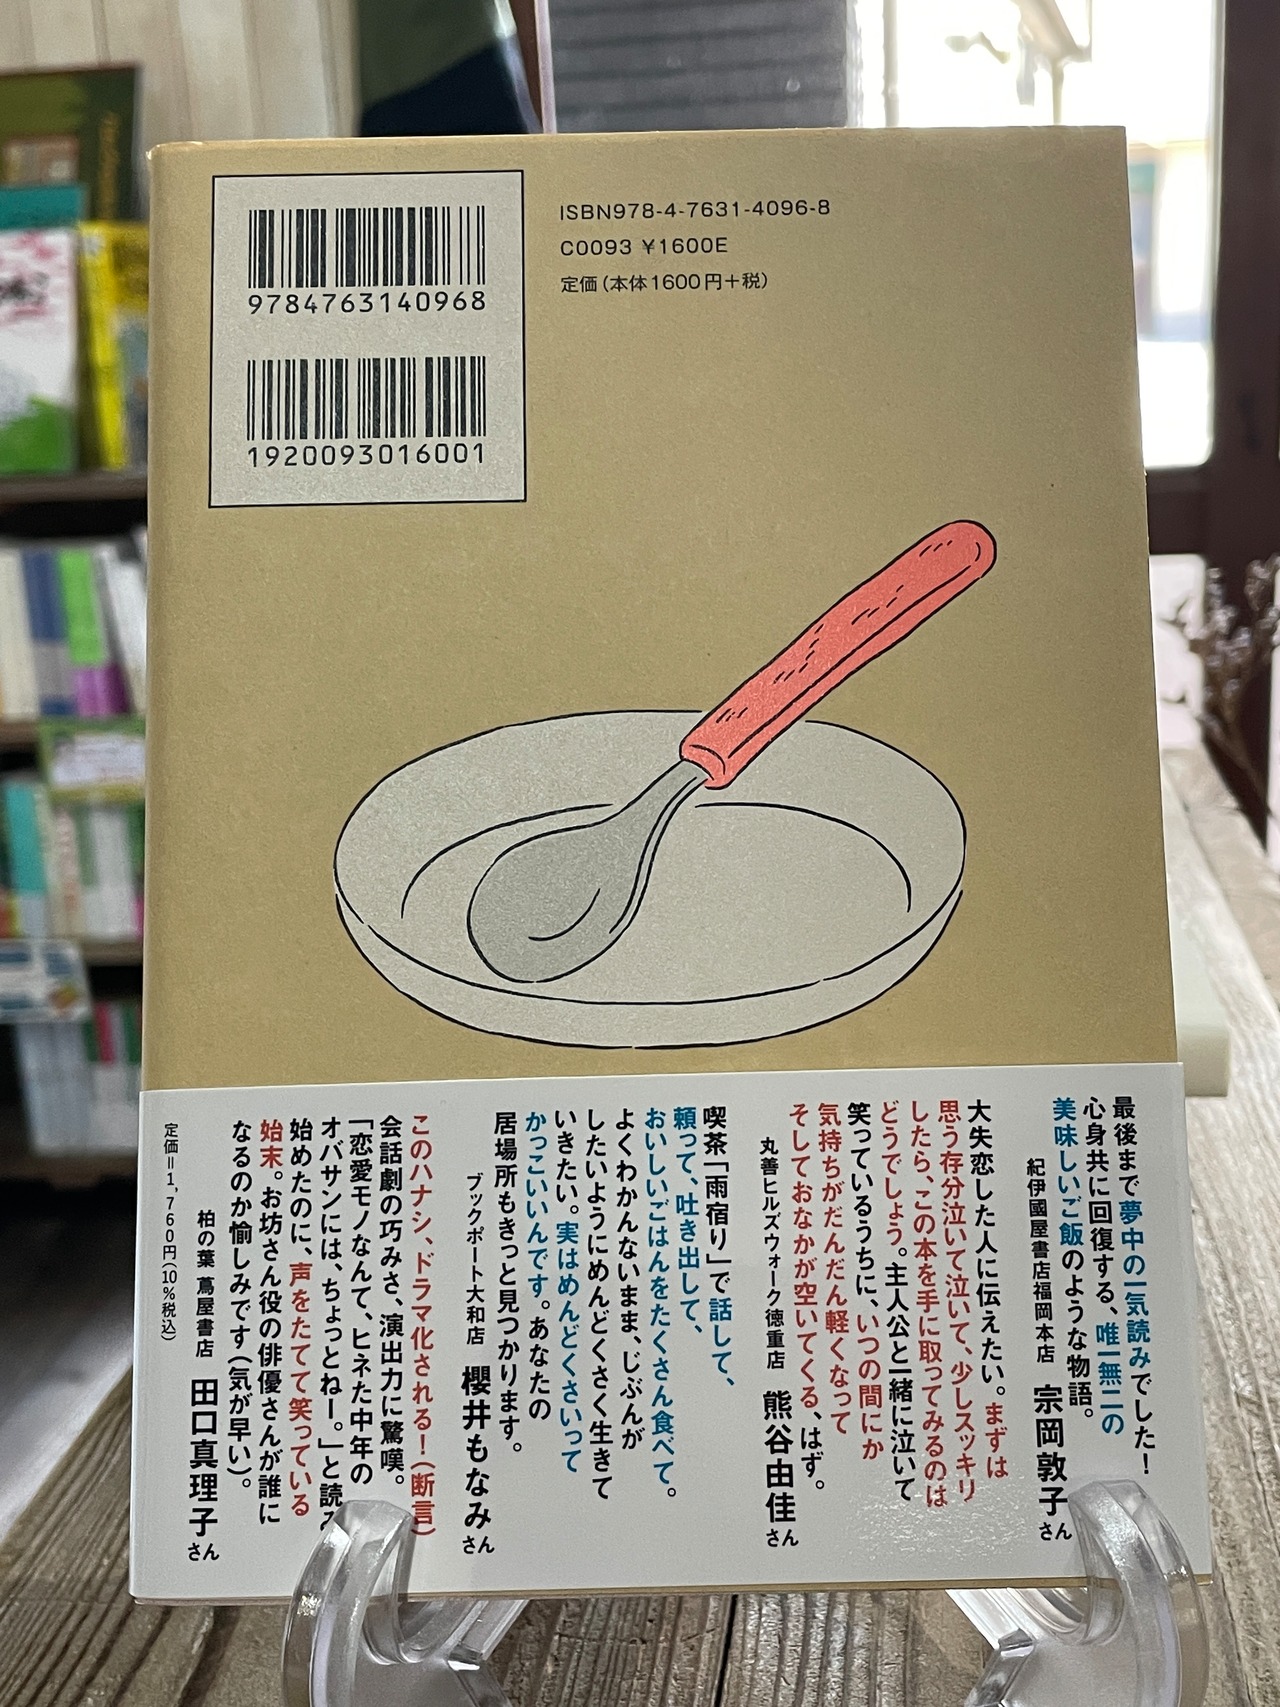 9784763140968
1920093016001
ISBN978-4-7631-4096-8
C0093 ¥1600E
定価(本体1600円+税)
最後まで夢中の一気読みでした!
心身共に回復する、唯一無二の
美味しいご飯のような物語。
紀伊國屋書店福岡本店 宗岡敦子さん
大失恋した人に伝えたい。まずは
思う存分泣いて泣いて、少しスッキリ
したら、この本を手に取ってみるのは
どうでしょう。主人公と一緒に泣いて
笑っているうちに、いつの間にか
気持ちがだんだん軽くなって
そしておなかが空いてくる、はず。
丸善ヒルズウォーク徳重店 熊谷由佳さん
喫茶「雨宿り」で話して、
頼って、吐き出して、
おいしいごはんをたくさん食べて。
よくわかんないまま、じぶんが
したいようにめんどくさく生きて
いきたい。実はめんどくさいって
かっこいいんです。あなたの
居場所もきっと見つかります。
ブックポート大和店 櫻井もなみさん
このハナシ、ドラマ化される!(断言)
会話劇の巧みさ、演出力に驚嘆。
「恋愛モノなんて、ヒネた中年の
オバサンには、ちょっとねー。」と読み
始めたのに、声をたてて笑っている
始末。お坊さん役の俳優さんが誰に
なるのか愉しみです(気が早い)。
柏の葉 蔦屋書店 田口真理子さん
定価=1,760円(10%税込)